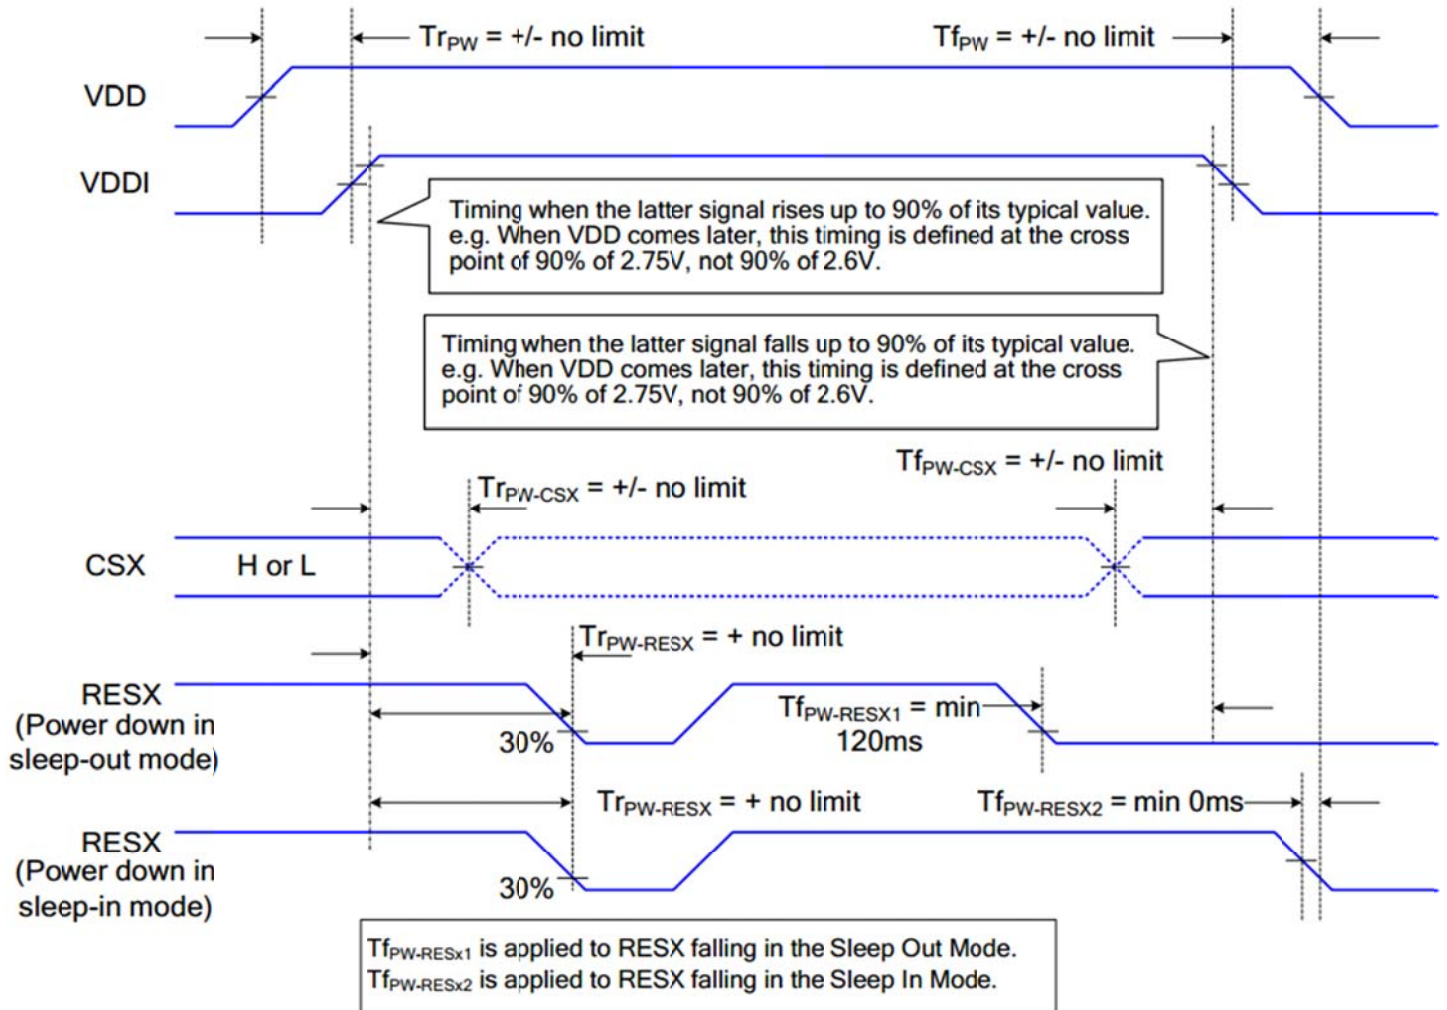 TrPW = +/- no limit
TfPW = +/- no limit
VDD
VDDI
Timing when the latter signal rises up to 90% of its typical value.
e.g. When VDD comes later, this timing is defined at the cross
point of 90% of 2.75V, not 90% of 2.6V.
Timing when the latter signal falls up to 90% of its typical value.
e.g. When VDD comes later, this timing is defined at the cross
point of 90% of 2.75V, not 90% of 2.6V.
TfPW-CSX = +/- no limit
TrPW-CSX = +/- no limit
CSX
H or L
TrPW-RESX = + no limit
RESX
(Power down in
sleep-out mode)
30%
TfPW-RESX1 = min
120ms
TrPW-RESX = + no limit
TfPW-RESX2 = min 0ms
RESX
(Power down in
sleep-in mode)
30%
TfPW-RESx1 is applied to RESX falling in the Sleep Out Mode.
TfPW-RESx2 is applied to RESX falling in the Sleep In Mode.